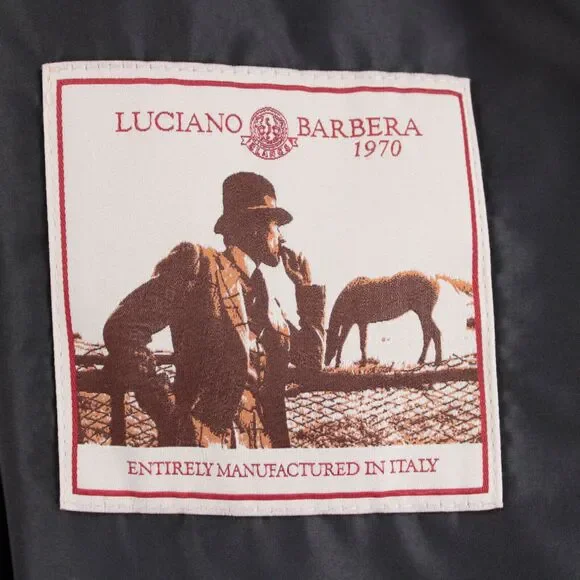 LUCIANO BARBERA
1970
ENTIRELY MANUFACTURED IN ITALY